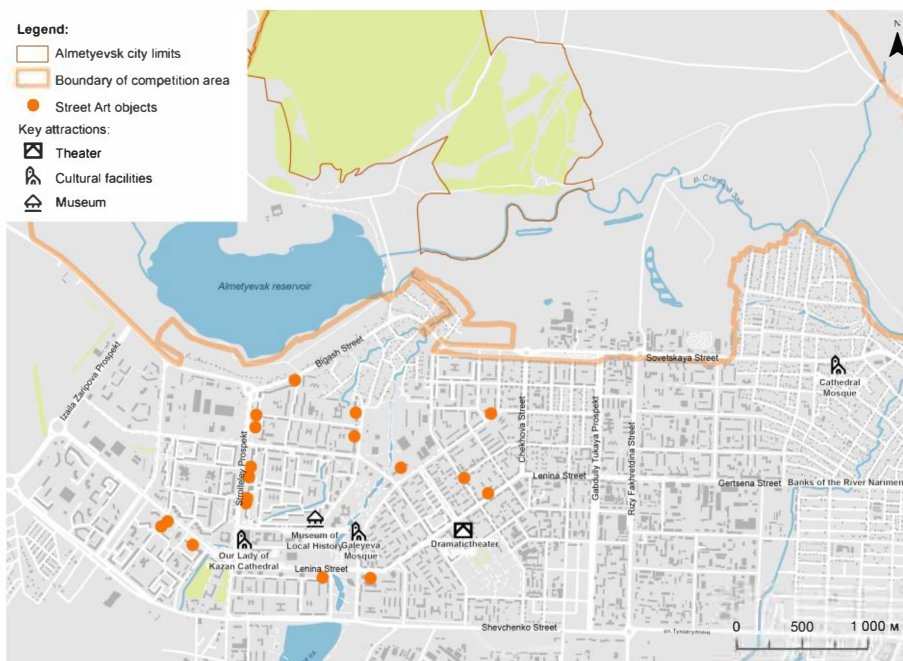 Legend:
Almetyevsk city limits
Boundary of competition area
Street Art objects
Key attractions:
Theater
Cultural facilities
Museum
N
р. Степной Зай
Almetyevsk reservoir
Bigash Street
Sovetskaya Street
Izaila Zaripova Prospekt
Cathedral
Mosque
Chekhova Street
Gabdully Tukaya Prospekt
Rizy Fakhretdina Street
Stroiteley Prospekt
Lenina Street
Gertsena Street
Banks of the River Nariment
Museum of
Local History
Galeyeva
Mosque
Dramatictheater.
Our Lady of
Kazan Cathedral
Lenina Street
Shevchenko Street
0 500 1 000 м